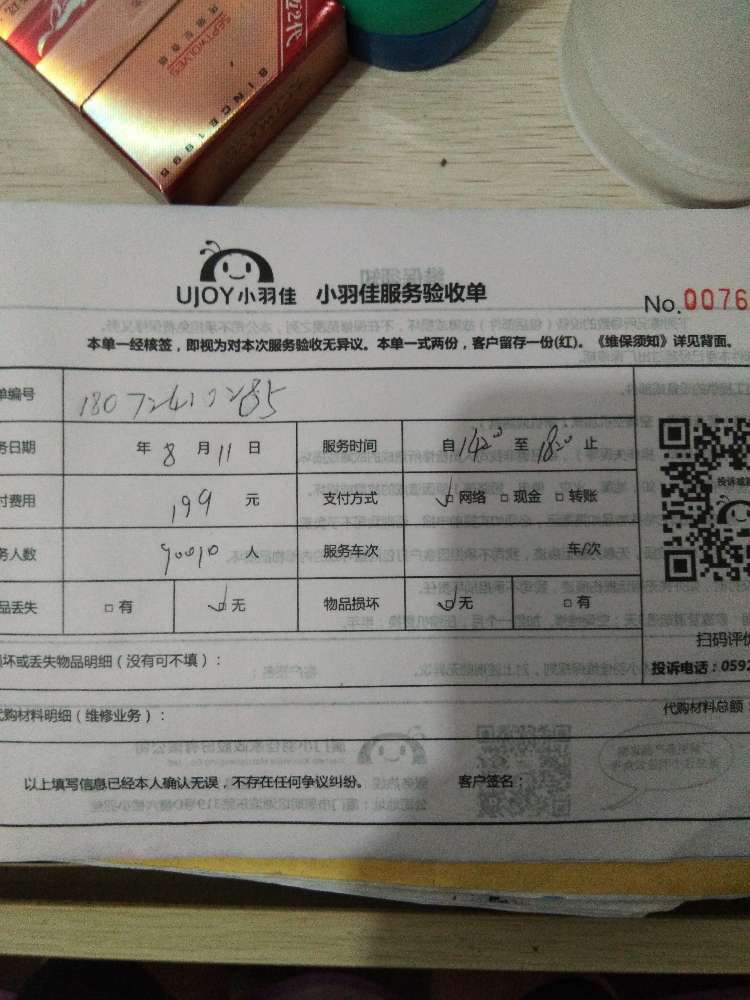 SEPTWOLVES
SINCE1995
UJOY小羽佳 小羽佳服务验收单
No.0076
本单一经核签，即视为对本次服务验收无异议。本单一式两份，客户留存一份(红)。《维保须知》详见背面。
单编号
务日期 年 8 月 11 日 服务时间 自 14:20 至 18:20 止
付费用 199 元 支付方式 □网络 □现金 □转账
务人数 90090 人 服务车次 车/次
品丢失 □有 □无 物品损坏 □无 □有
投诉或
扫码评价
损坏或丢失物品明细（没有可不填）：
投诉电话：0592
代购材料明细（维修业务）：
代购材料总额：
以上填写信息已经本人确认无误，不存在任何争议纠纷。 客户签名：